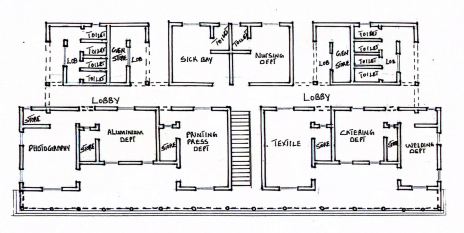 TOILET
TOILET
TOILET
TOILET
TOILET
LOB
GEN
STORE
LOB
SICK BAY
TOILET
TOILET
NURSING
DEPT
LOB
GEN
STORE
TOILET
TOILET
TOILET
TOILET
TOILET
LOB
LOBBY
LOBBY
STORE
PHOTOGRAPHY
STORE
ALUMINIUM
DEPT
STORE
PRINTING
PRESS
DEPT
TEXTILE
STORE
CATERING
DEPT
STORE
WELDING
DEPT